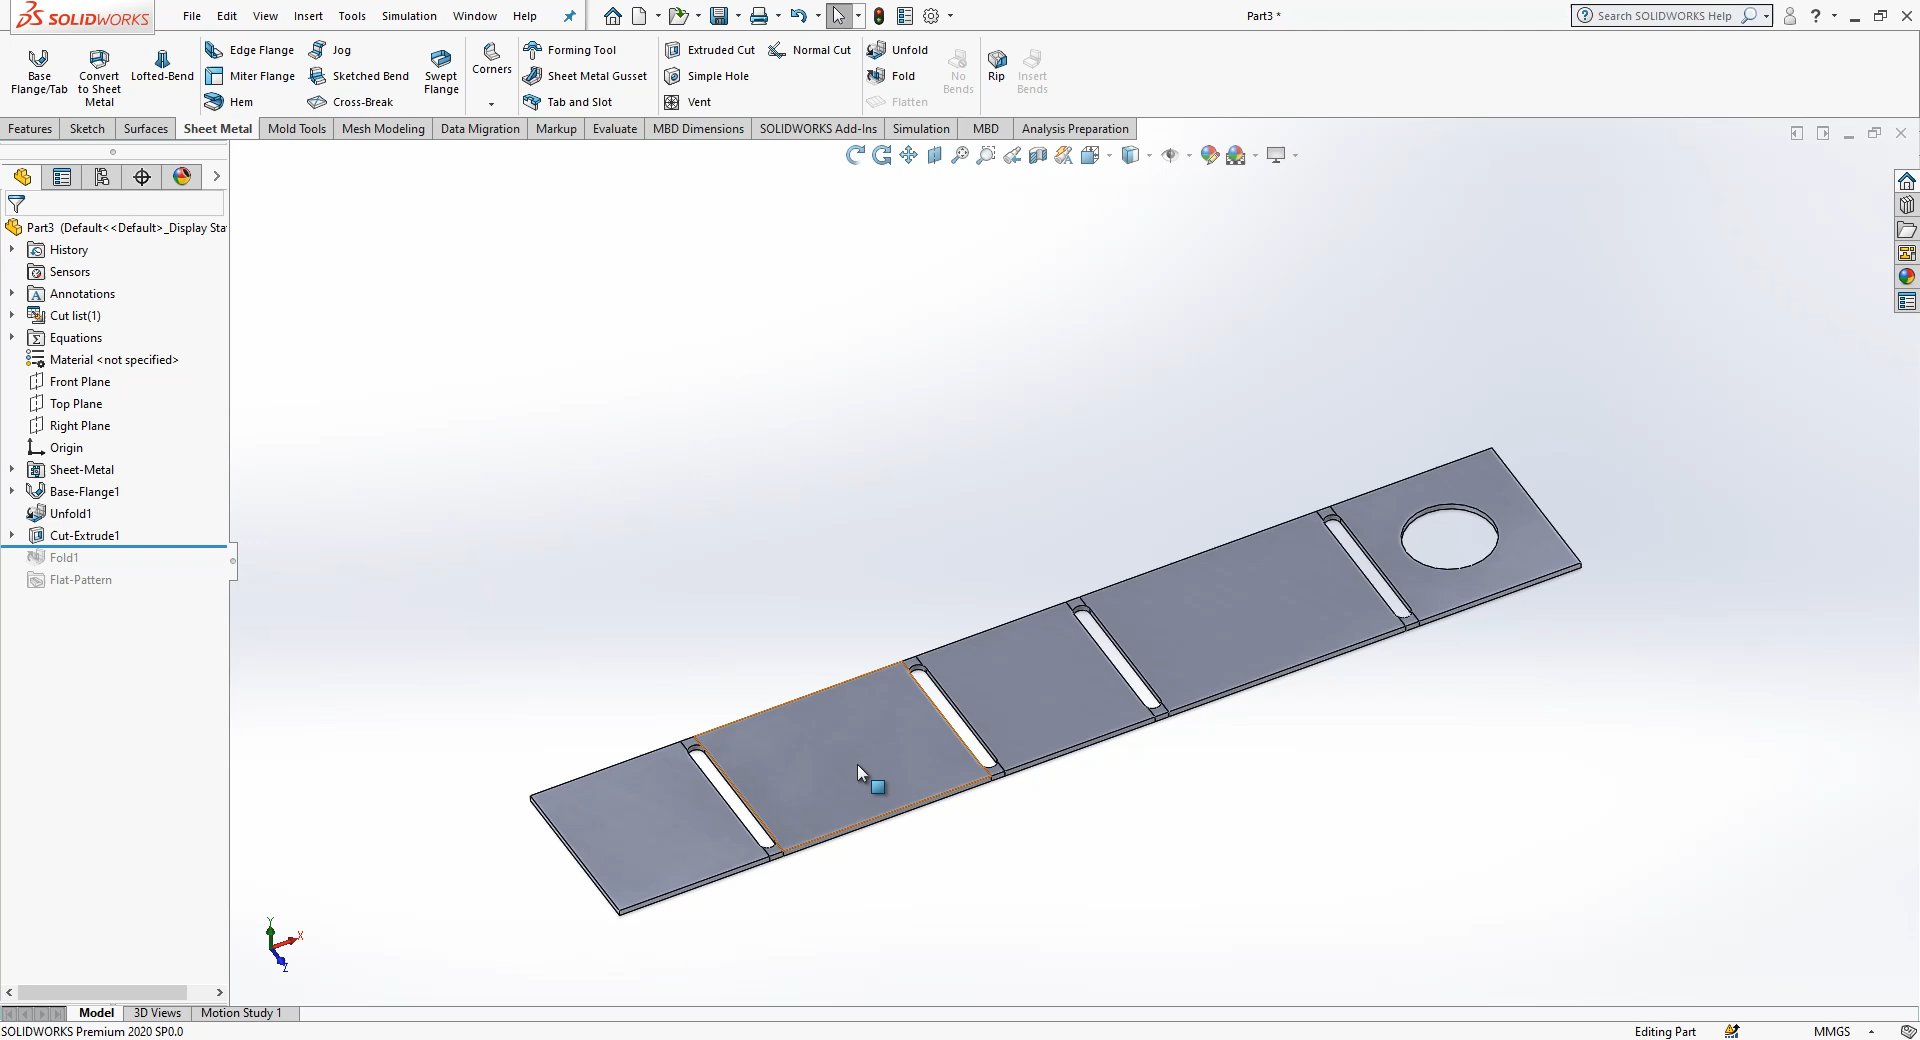 SOLIDWORKS
File Edit View Insert Tools Simulation Window Help
Part3 *
Search SOLIDWORKS Help
Base Flange/Tab
Convert to Sheet Metal
Lofted-Bend
Edge Flange
Miter Flange
Hem
Jog
Sketched Bend
Cross-Break
Swept Flange
Corners
Forming Tool
Sheet Metal Gusset
Tab and Slot
Extruded Cut
Simple Hole
Vent
Normal Cut
Unfold
Fold
Flatten
No Bends
Rip
Insert Bends
Features Sketch Surfaces Sheet Metal Mold Tools Mesh Modeling Data Migration Markup Evaluate MBD Dimensions SOLIDWORKS Add-Ins Simulation MBD Analysis Preparation
Part3 (Default<<Default>_Display Sta
History
Sensors
Annotations
Cut list(1)
Equations
Material <not specified>
Front Plane
Top Plane
Right Plane
Origin
Sheet-Metal
Base-Flange1
Unfold1
Cut-Extrude1
Fold1
Flat-Pattern
Y
X
Z
Model 3D Views Motion Study 1
SOLIDWORKS Premium 2020 SP0.0
Editing Part
MMGS